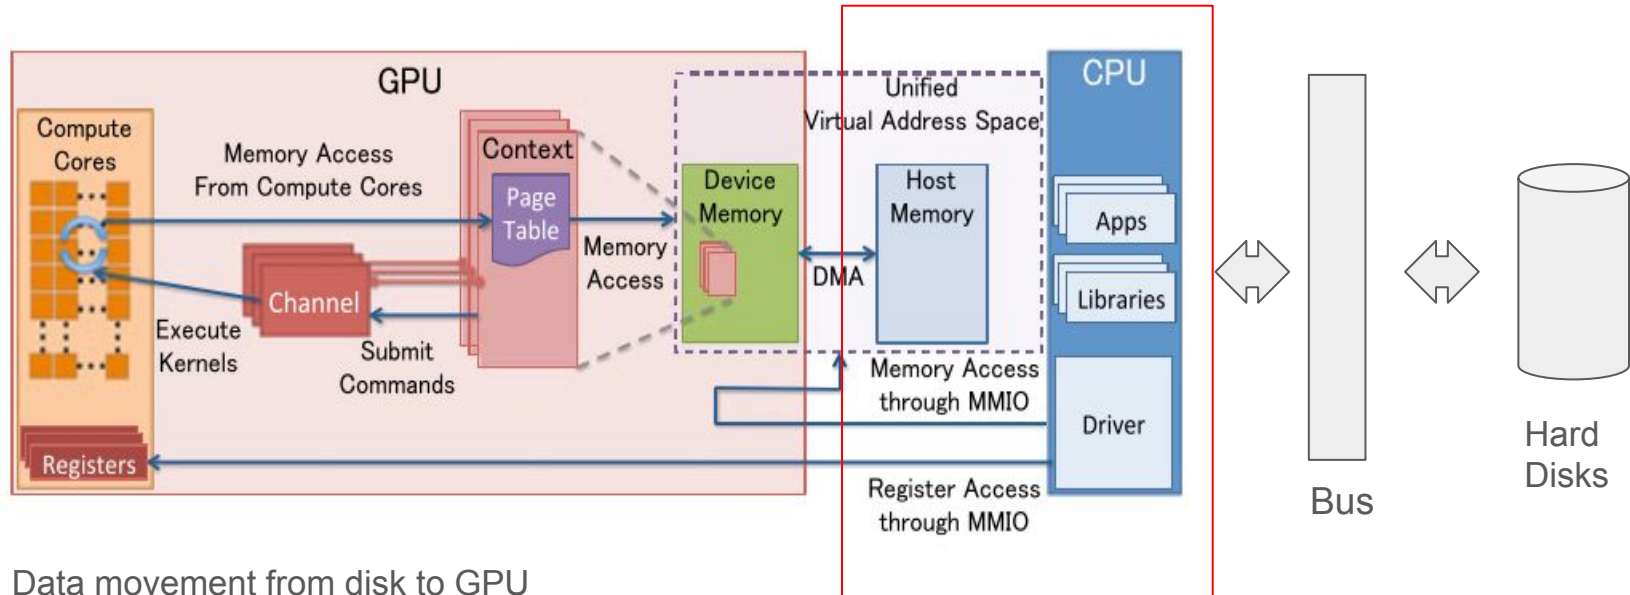 GPU
Compute
Cores
Memory Access
From Compute Cores
Context
Page
Table
Memory
Access
Channel
Execute
Kernels
Submit
Commands
Registers
Unified
Virtual Address Space
Device
Memory
DMA
Host
Memory
Memory Access
through MMIO
Register Access
through MMIO
CPU
Apps
Libraries
Driver
Bus
Hard
Disks
Data movement from disk to GPU